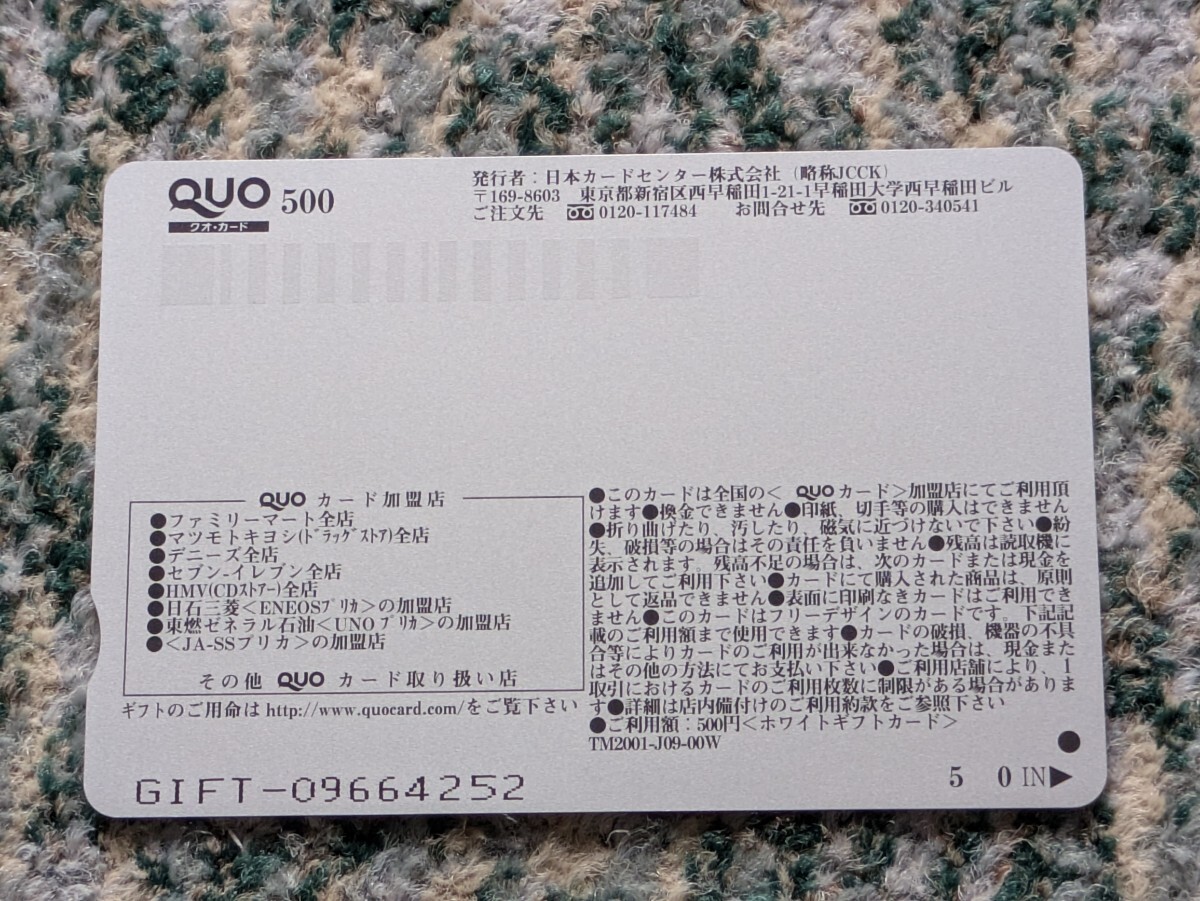 QUO 500
クオ・カード
発行者：日本カードセンター株式会社（略称JCCK）
〒169-8603　東京都新宿区西早稲田1-21-1早稲田大学西早稲田ビル
ご注文先　0120-117484　お問合せ先　0120-340541
QUO カード加盟店
●ファミリーマート全店
●マツモトキヨシ(ﾄﾞﾗｯｸﾞｽﾄｱ)全店
●デニーズ全店
●セブン-イレブン全店
●HMV(CDｽﾄｱｰ)全店
●日石三菱＜ENEOSﾌﾟﾘｶ＞の加盟店
●東燃ゼネラル石油＜UNOﾌﾟﾘｶ＞の加盟店
●＜JA-SSプリカ＞の加盟店
その他 QUO カード取り扱い店
ギフトのご用命は http://www.quocard.com/をご覧下さい
●このカードは全国の＜ QUO カード＞加盟店にてご利用頂
けます●換金できません●印紙、切手等の購入はできません
●折り曲げたり、汚したり、磁気に近づけないで下さい●紛
失、破損等の場合はその責任を負いません●残高は読取機に
表示されます。残高不足の場合は、次のカードまたは現金を
追加してご利用下さい●カードにて購入された商品は、原則
として返品できません●表面に印刷なきカードはご利用でき
ません●このカードはフリーデザインのカードです。下記記
載のご利用額まで使用できます●カードの破損、機器の不具
合等によりカードのご利用が出来なかった場合は、現金また
はその他の方法にてお支払い下さい●ご利用店舗により、1
取引におけるカードのご利用枚数に制限がある場合がありま
す●詳細は店内備付けのご利用約款をご参照下さい
●ご利用額：500円＜ホワイトギフトカード＞
TM2001-J09-00W
GIFT-09664252
5 0 IN▶